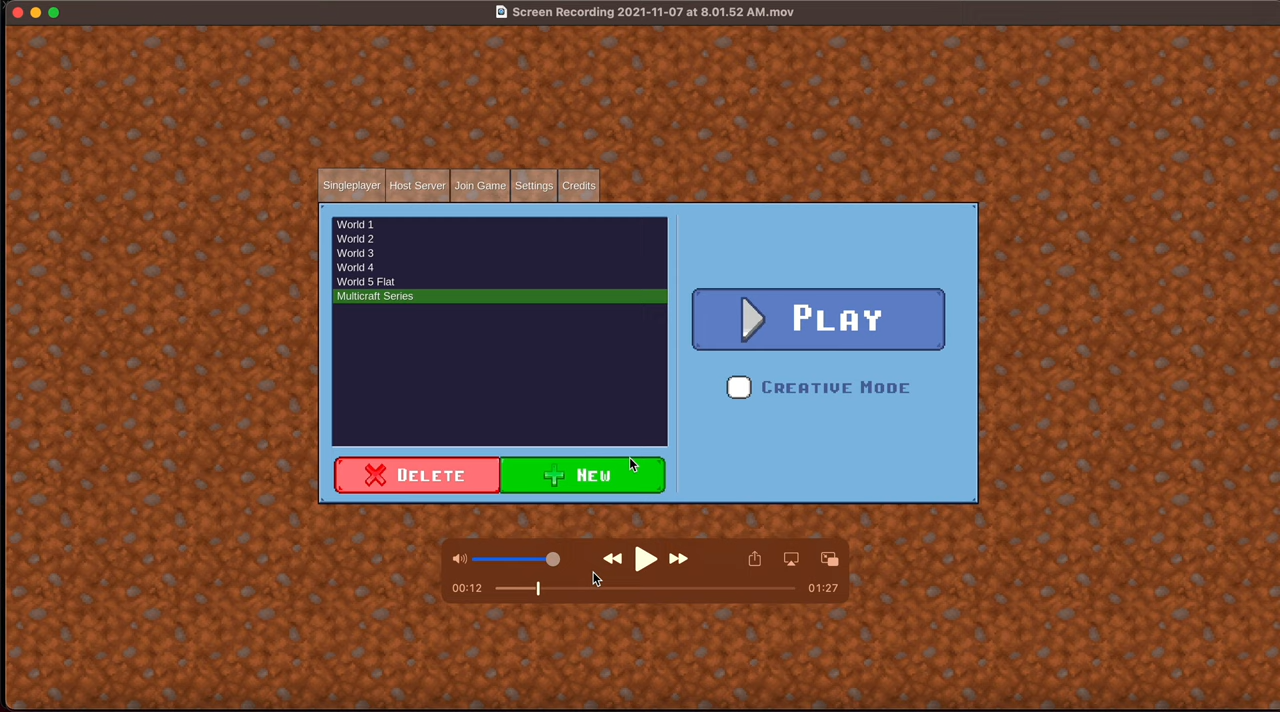 Screen Recording 2021-11-07 at 8.01.52 AM.mov
Singleplayer Host Server Join Game Settings Credits
World 1
World 2
World 3
World 4
World 5 Flat
Multicraft Series
Play
Creative Mode
Delete New
00:12 01:27